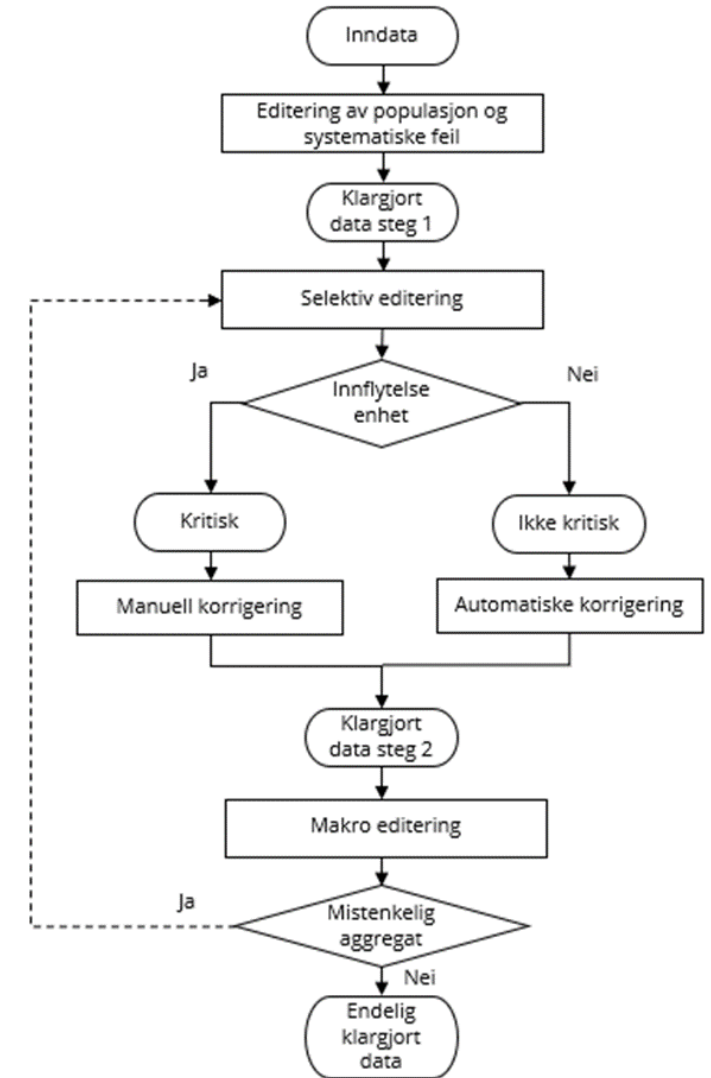 Inndata
Editering av populasjon og
systematiske feil
Klargjort
data steg 1
Selektiv editering
Ja
Nei
Innflytelse
enhet
Kritisk
Ikke kritisk
Manuell korrigering
Automatiske korrigering
Klargjort
data steg 2
Makro editering
Ja
Mistenkelig
aggregat
Nei
Endelig
klargjort
data